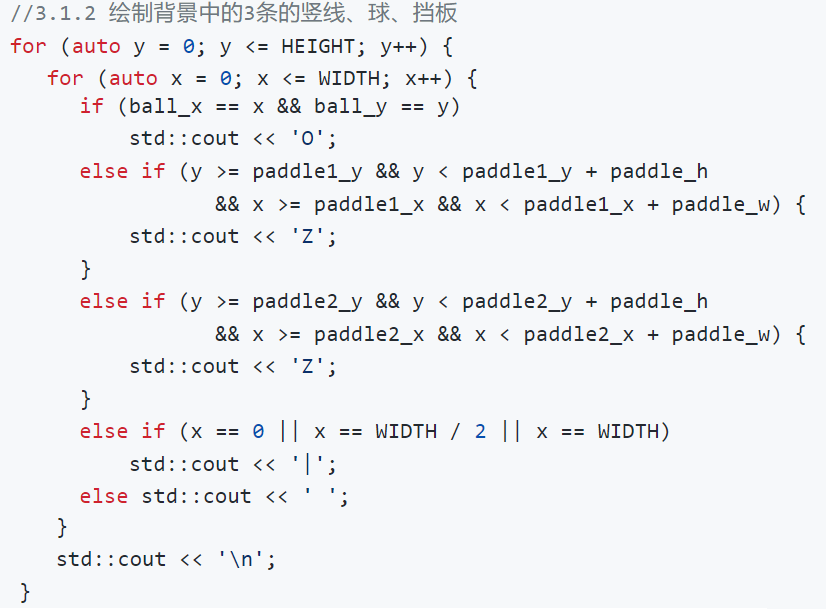 //3.1.2 绘制背景中的3条的竖线、球、挡板
for (auto y = 0; y <= HEIGHT; y++) {
for (auto x = 0; x <= WIDTH; x++) {
if (ball_x == x && ball_y == y)
std::cout << 'O';
else if (y >= paddle1_y && y < paddle1_y + paddle_h
&& x >= paddle1_x && x < paddle1_x + paddle_w) {
std::cout << 'Z';
}
else if (y >= paddle2_y && y < paddle2_y + paddle_h
&& x >= paddle2_x && x < paddle2_x + paddle_w) {
std::cout << 'Z';
}
else if (x == 0 || x == WIDTH / 2 || x == WIDTH)
std::cout << '|';
else std::cout << ' ';
}
std::cout << '\n';
}